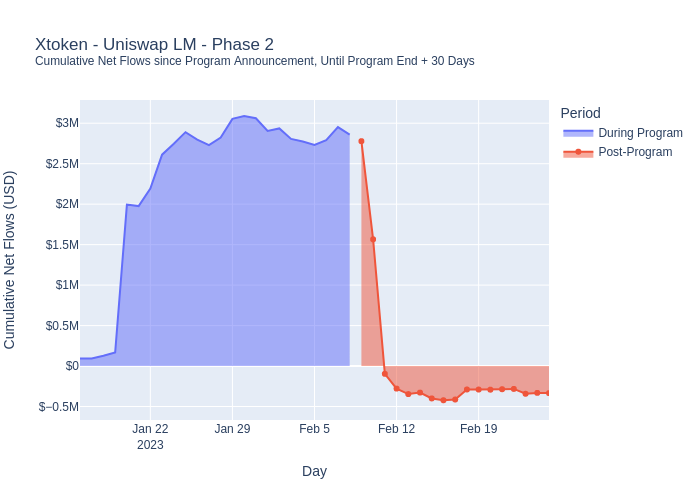 Xtoken - Uniswap LM - Phase 2
Cumulative Net Flows since Program Announcement, Until Program End + 30 Days
Period
During Program
Post-Program
Cumulative Net Flows (USD)
$3M
$2.5M
$2M
$1.5M
$1M
$0.5M
$0
$−0.5M
Jan 22
2023
Jan 29
Feb 5
Feb 12
Feb 19
Day